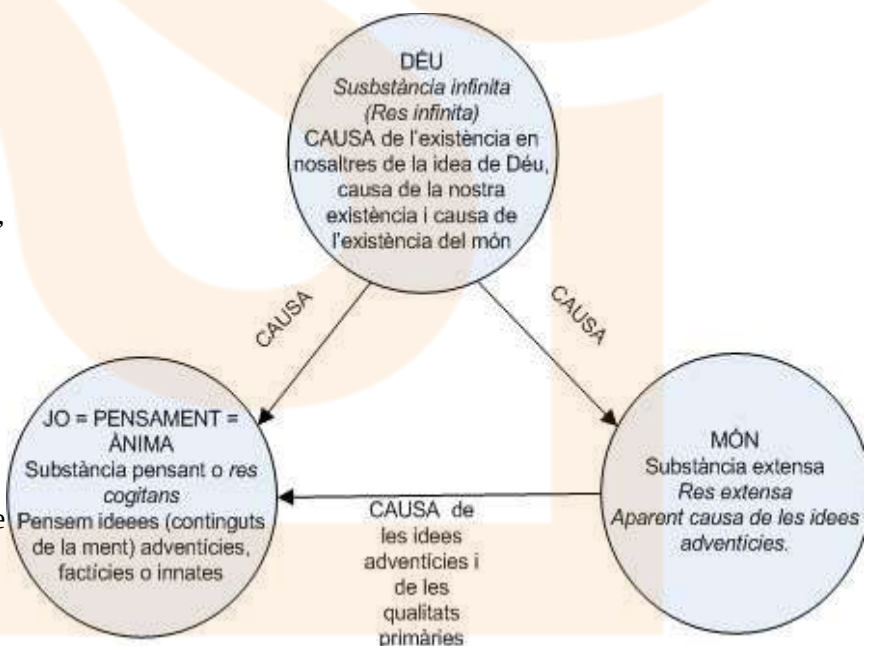 DÉU
Susbstància infinita
(Res infinita)
CAUSA de l'existència en
nosaltres de la idea de Déu,
causa de la nostra
existència i causa de
l'existència del món
,
CAUSA
CAUSA
JO = PENSAMENT =
ÀNIMA
Substància pensant o res
cogitans
Pensem ideees (continguts
de la ment) adventícies,
factícies o innates
e
CAUSA de
les idees
adventícies i
de les
qualitats
primàries
MÓN
Substància extensa
Res extensa
Aparent causa de les idees
adventícies.